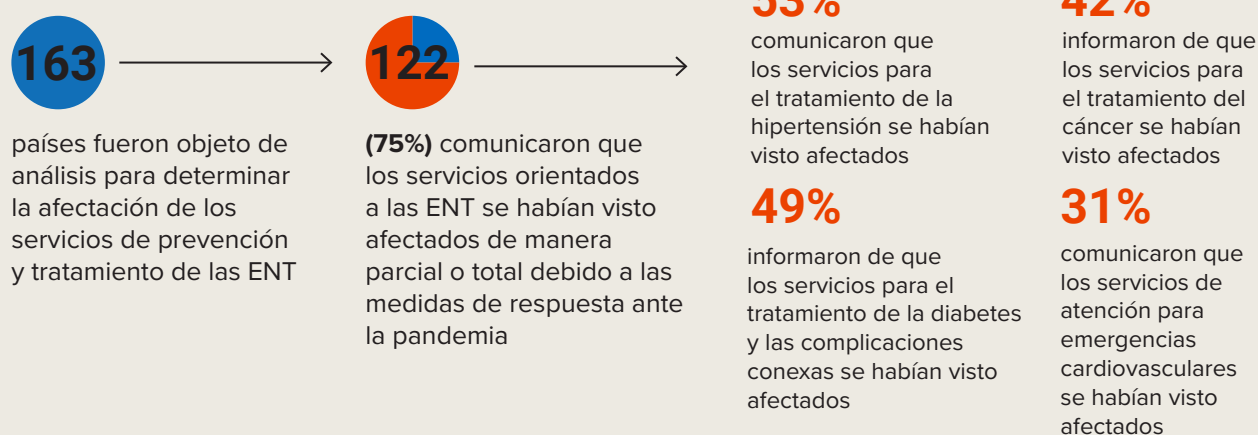 163
países fueron objeto de
análisis para determinar
la afectación de los
servicios de prevención
y tratamiento de las ENT
122
(75%) comunicaron que
los servicios orientados
a las ENT se habían visto
afectados de manera
parcial o total debido a las
medidas de respuesta ante
la pandemia
53%
comunicaron que
los servicios para
el tratamiento de la
hipertensión se habían
visto afectados
49%
informaron de que
los servicios para el
tratamiento de la diabetes
y las complicaciones
conexas se habían visto
afectados
42%
informaron de que
los servicios para
el tratamiento del
cáncer se habían
visto afectados
31%
comunicaron que
los servicios de
atención para
emergencias
cardiovasculares
se habían visto
afectados